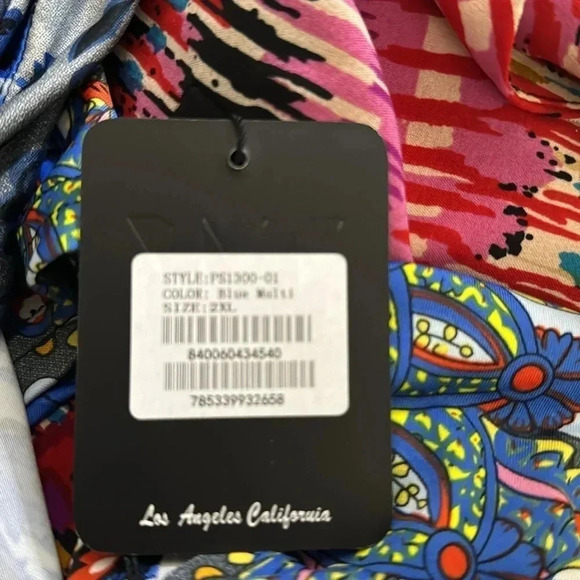 STYLE:PS1300-01
COLOR: Blue Multi
SIZE:2XL
840060434540
785339932658
Los Angeles California